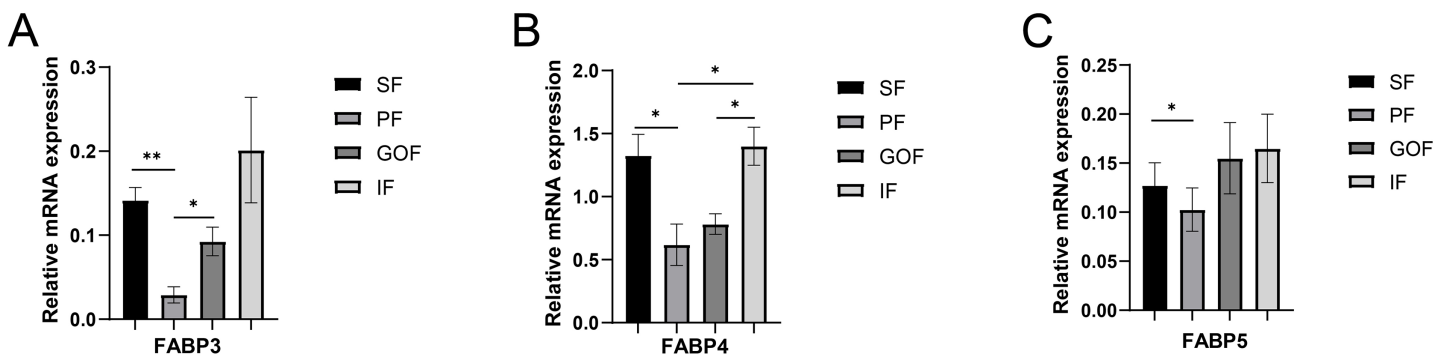 A
Relative mRNA expression
0.3
0.2
0.1
0.0
**
*
FABP3
SF
PF
GOF
IF
B
Relative mRNA expression
2.0
1.5
1.0
0.5
0.0
*
*
*
FABP4
SF
PF
GOF
IF
C
Relative mRNA expression
0.25
0.20
0.15
0.10
0.05
0.00
*
FABP5
SF
PF
GOF
IF